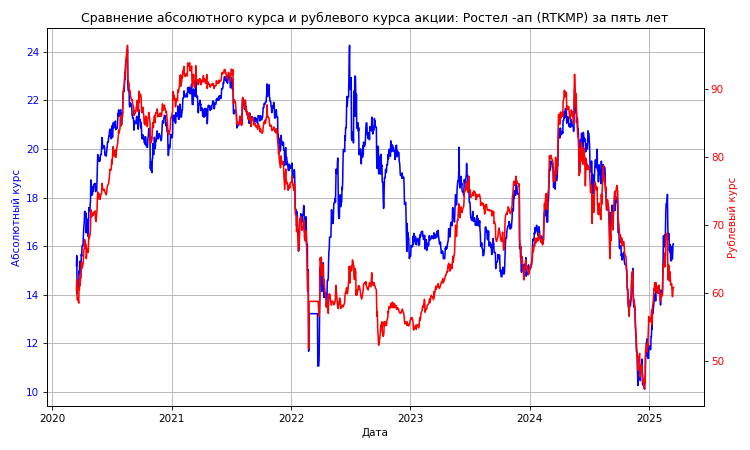 Сравнение абсолютного курса и рублевого курса акции: Ростел -ап (RTKMP) за пять лет
24
22
20
18
16
14
12
10
Абсолютный курс
90
80
70
60
50
Рублевый курс
2020 2021 2022 2023 2024 2025
Дата